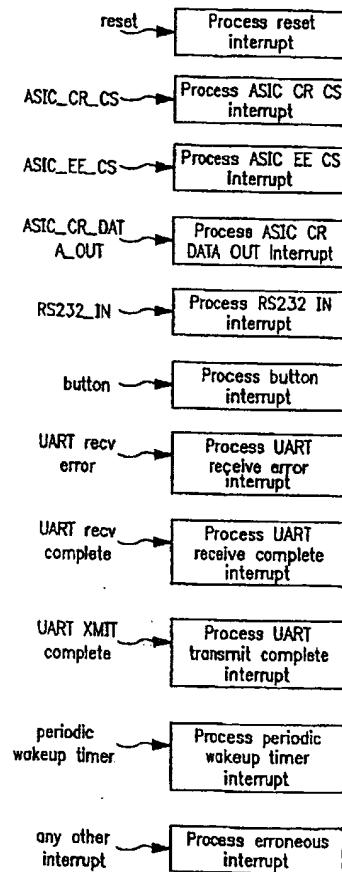 reset
Process reset
interrupt
ASIC_CR_CS
Process ASIC CR CS
interrupt
ASIC_EE_CS
Process ASIC EE CS
Interrupt
ASIC_CR_DAT
A_OUT
Process ASIC CR
DATA OUT Interrupt
RS232_IN
Process RS232 IN
interrupt
button
Process button
interrupt
UART recv
error
Process UART
receive error
interrupt
UART recv
complete
Process UART
receive complete
interrupt
UART XMIT
complete
Process UART
transmit complete
interrupt
periodic
wakeup timer
Process periodic
wakeup timer
interrupt
any other
interrupt
Process erroneous
interrupt